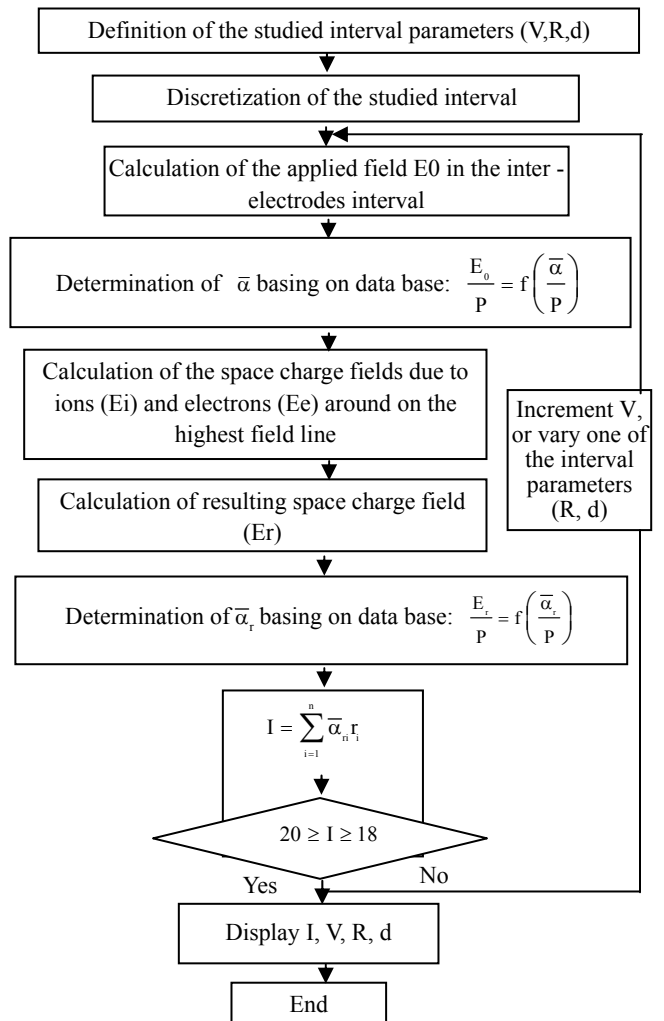 Definition of the studied interval parameters (V,R,d)
Discretization of the studied interval
Calculation of the applied field E0 in the inter -
electrodes interval
Determination of ᾱ basing on data base: E₀/P = f(ᾱ/P)
Calculation of the space charge fields due to
ions (Ei) and electrons (Ee) around on the
highest field line
Increment V,
or vary one of
the interval
parameters
(R, d)
Calculation of resulting space charge field
(Er)
Determination of ᾱᵣ basing on data base: Eᵣ/P = f(ᾱᵣ/P)
I = ∑ᵢ₌₁ⁿ ᾱᵣᵢ rᵢ
20 ≥ I ≥ 18
Yes
No
Display I, V, R, d
End